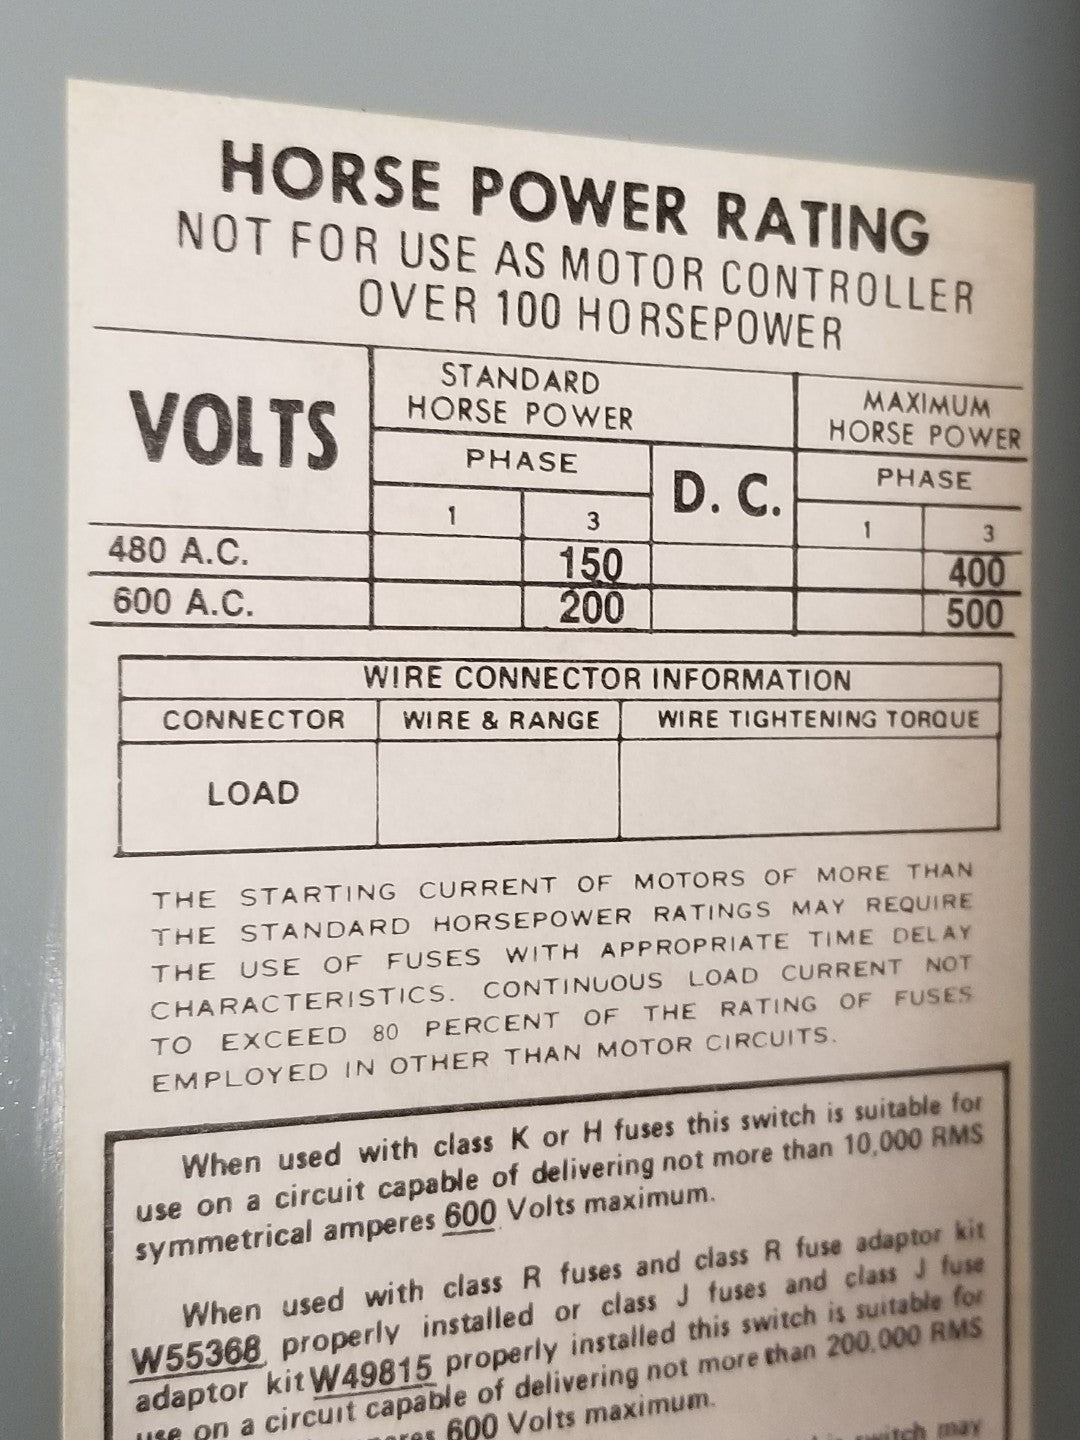 HORSE POWER RATING
NOT FOR USE AS MOTOR CONTROLLER
OVER 100 HORSEPOWER
VOLTS
STANDARD
HORSE POWER
MAXIMUM
HORSE POWER
PHASE
D. C.
PHASE
1 3
1 3
480 A.C. 150 400
600 A.C. 200 500
WIRE CONNECTOR INFORMATION
CONNECTOR WIRE & RANGE WIRE TIGHTENING TORQUE
LOAD
THE STARTING CURRENT OF MOTORS OF MORE THAN
THE STANDARD HORSEPOWER RATINGS MAY REQUIRE
THE USE OF FUSES WITH APPROPRIATE TIME DELAY
CHARACTERISTICS. CONTINUOUS LOAD CURRENT NOT
TO EXCEED 80 PERCENT OF THE RATING OF FUSES
EMPLOYED IN OTHER THAN MOTOR CIRCUITS.
When used with class K or H fuses this switch is suitable for
use on a circuit capable of delivering not more than 10,000 RMS
symmetrical amperes 600 Volts maximum.
When used with class R fuses and class R fuse adaptor kit
W55368 properly installed or class J fuses and class J fuse
adaptor kit W49815 properly installed this switch is suitable for
use on a circuit capable of delivering not more than 200,000 RMS
600 Volts maximum.
switch may